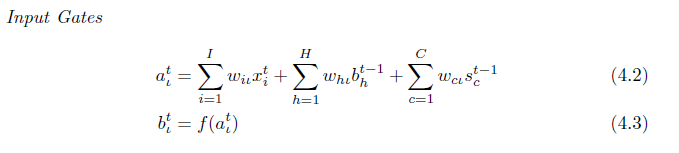 Input Gates
a_ι^t = ∑_{i=1}^{I} w_{iι} x_i^t + ∑_{h=1}^{H} w_{hι} b_h^{t−1} + ∑_{c=1}^{C} w_{cι} s_c^{t−1} (4.2)
b_ι^t = f(a_ι^t) (4.3)